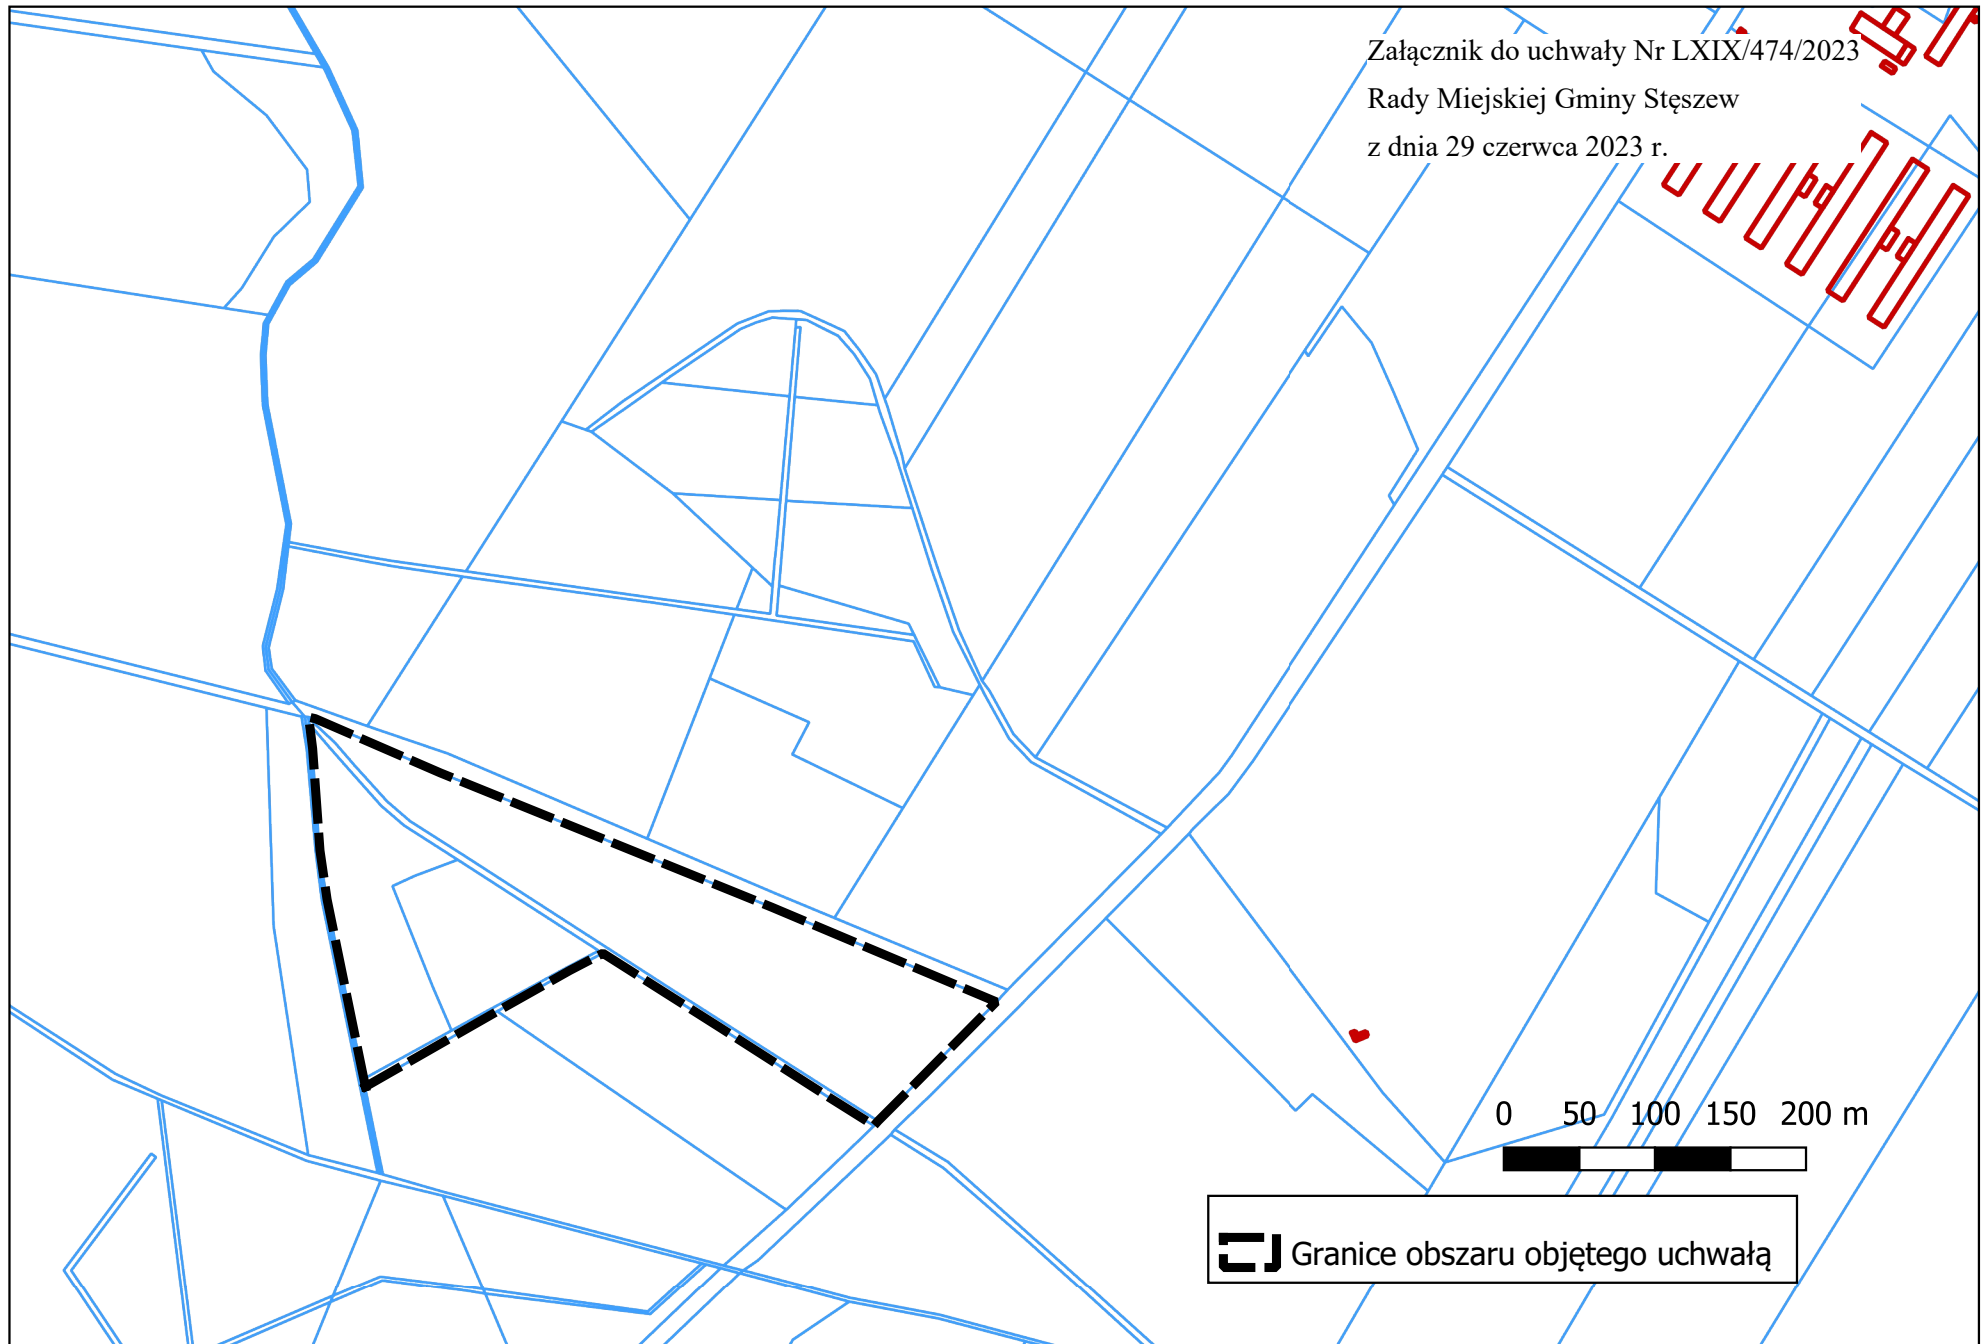 Załącznik do uchwały Nr LXIX/474/2023
Rady Miejskiej Gminy Stęszew
z dnia 29 czerwca 2023 r.
0 50 100 150 200 m
Granice obszaru objętego uchwałą